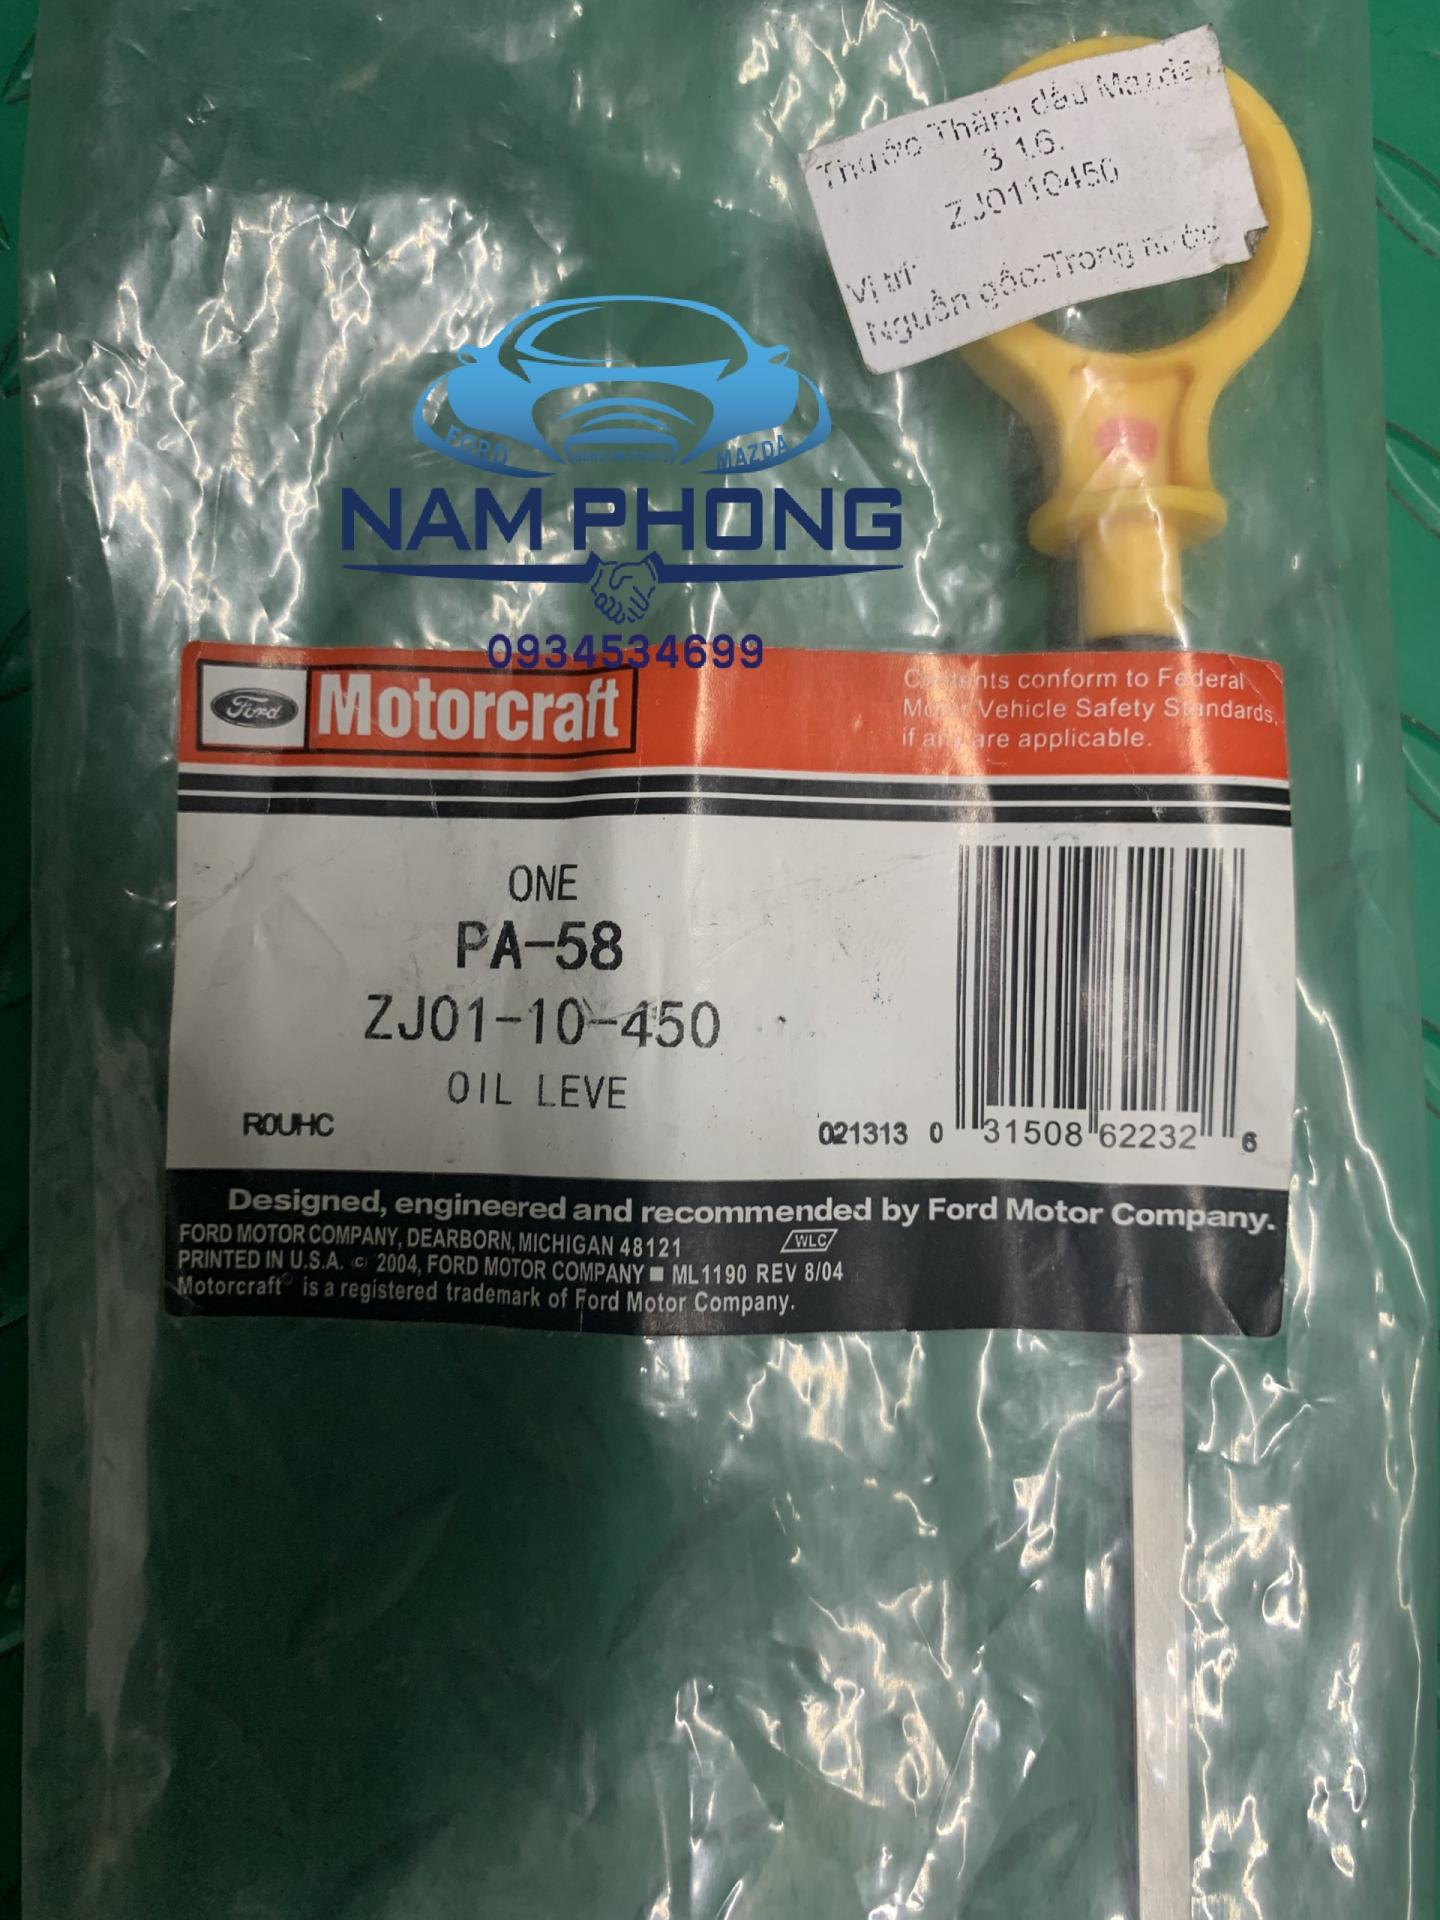 Thước Thăm dầu Mazda
3 1.6.
ZJ0110450
Vị trí:
Nguồn gốc:Trong nước
FORD
MAZDA
NAM PHONG
0934534699
Ford
Motorcraft
Contents conform to Federal
Motor Vehicle Safety Standards,
if any are applicable.
ONE
PA-58
ZJ01-10-450
OIL LEVE
R0UHC
021313 0 31508 62232 6
Designed, engineered and recommended by Ford Motor Company.
FORD MOTOR COMPANY, DEARBORN, MICHIGAN 48121 WLC
PRINTED IN U.S.A. © 2004, FORD MOTOR COMPANY ■ ML1190 REV 8/04
Motorcraft® is a registered trademark of Ford Motor Company.